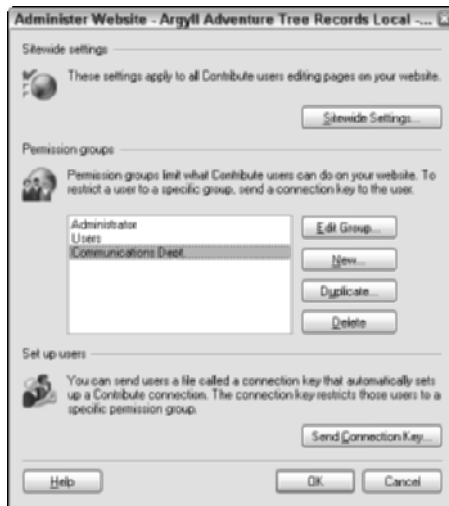 Administer Website - Argyll Adventure Tree Records Local -...
Sitewide settings
These settings apply to all Contribute users editing pages on your website.
Sitewide Settings...
Permission groups
Permission groups limit what Contribute users can do on your website. To
restrict a user to a specific group, send a connection key to the user.
Administrator
Users
Communications Dept.
Edit Group...
New...
Duplicate...
Delete
Set up users
You can send users a file called a connection key that automatically sets
up a Contribute connection. The connection key restricts those users to a
specific permission group.
Send Connection Key...
Help
OK
Cancel